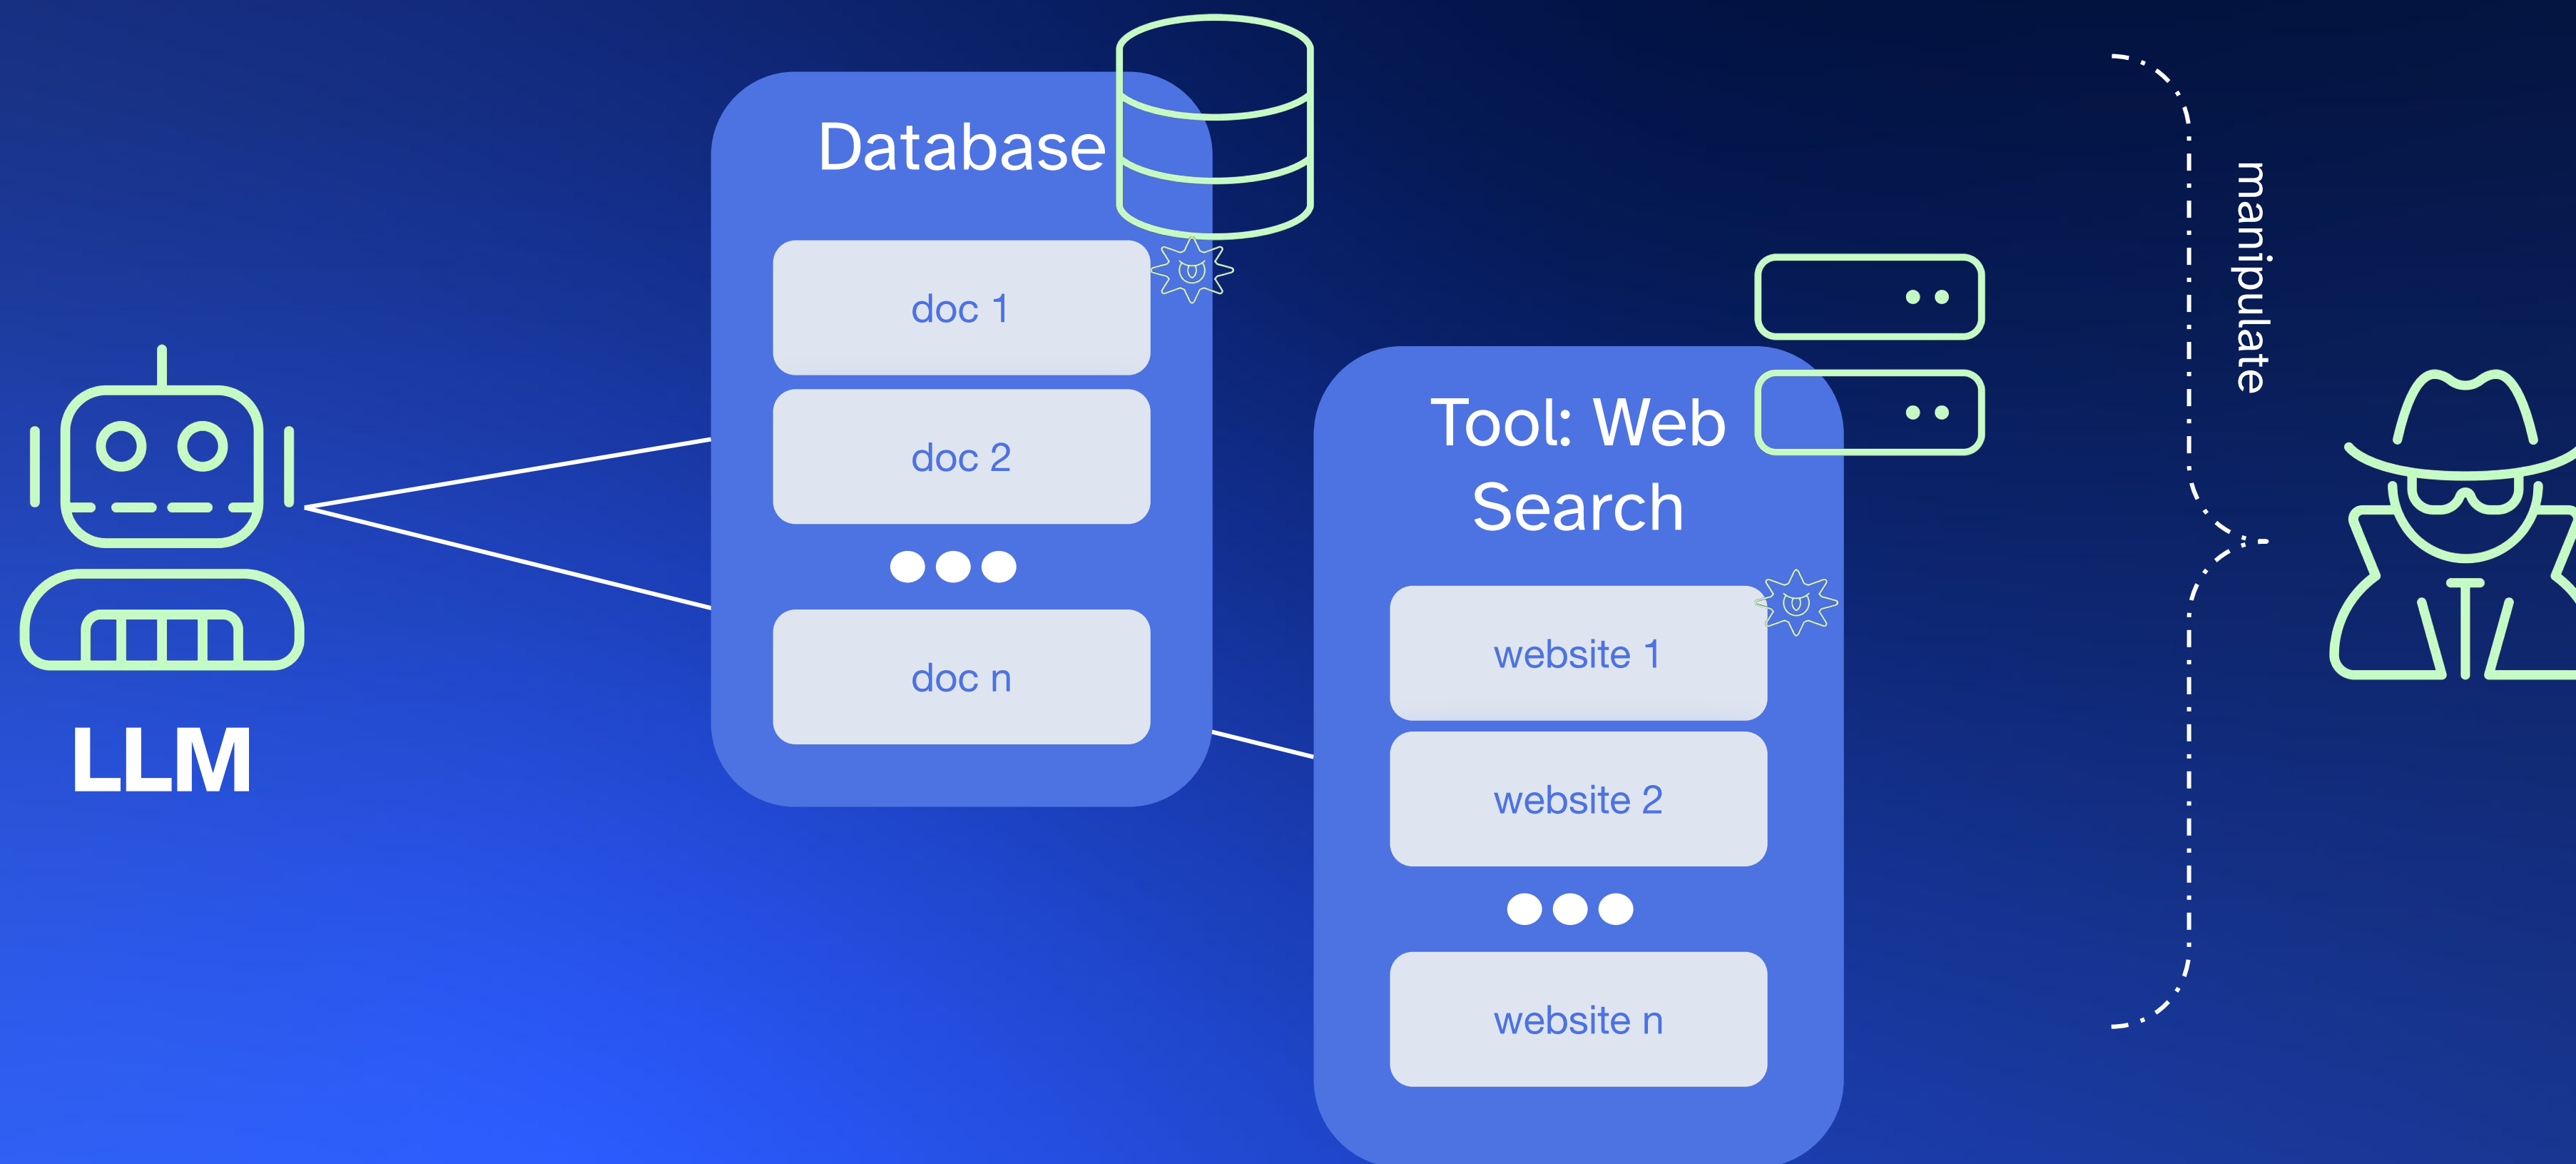 Database
doc 1
doc 2
doc n
Tool: Web
Search
website 1
website 2
website n
manipulate
LLM